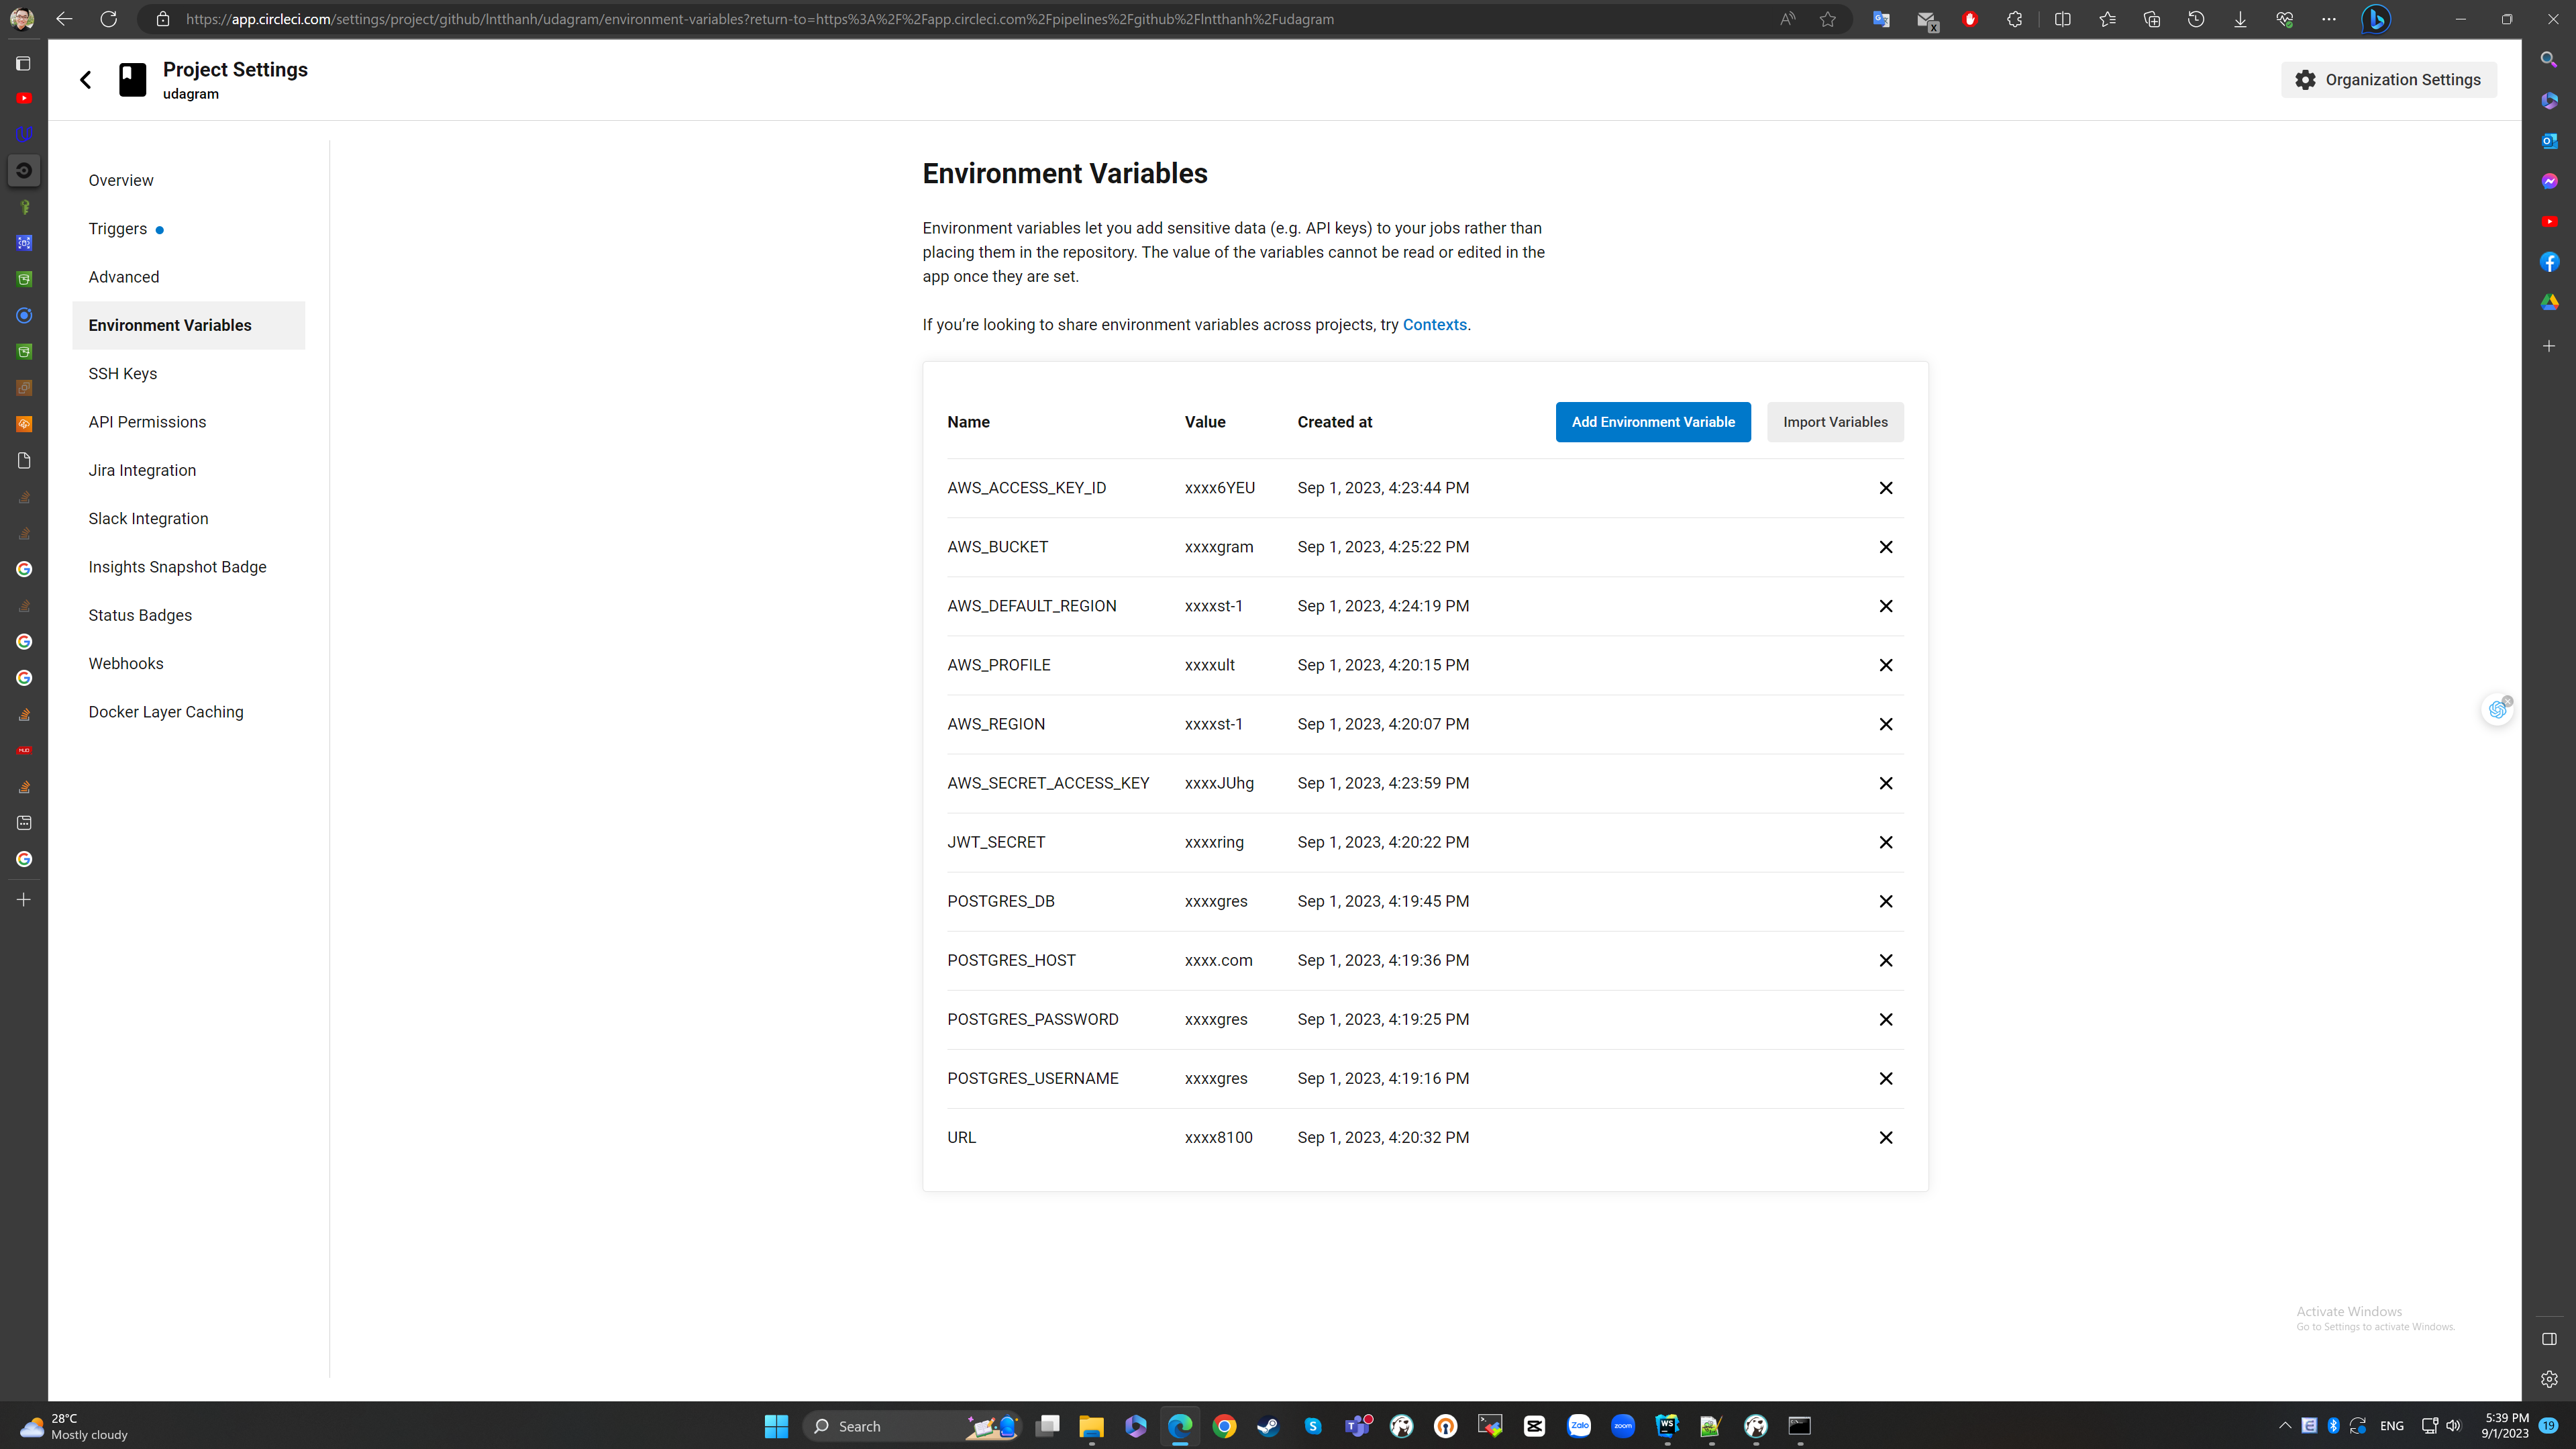 https://app.circleci.com/settings/project/github/lntthanh/udagram/environment-variables?return-to=https%3A%2F%2Fapp.circleci.com%2Fpipelines%2Fgithub%2Flntthanh%2Fudagram
Project Settings
udagram
Organization Settings
Overview
Triggers
Advanced
Environment Variables
SSH Keys
API Permissions
Jira Integration
Slack Integration
Insights Snapshot Badge
Status Badges
Webhooks
Docker Layer Caching
Environment Variables
Environment variables let you add sensitive data (e.g. API keys) to your jobs rather than
placing them in the repository. The value of the variables cannot be read or edited in the
app once they are set.
If you’re looking to share environment variables across projects, try Contexts.
Name Value Created at Add Environment Variable Import Variables
AWS_ACCESS_KEY_ID xxxx6YEU Sep 1, 2023, 4:23:44 PM
AWS_BUCKET xxxxgram Sep 1, 2023, 4:25:22 PM
AWS_DEFAULT_REGION xxxxst-1 Sep 1, 2023, 4:24:19 PM
AWS_PROFILE xxxxult Sep 1, 2023, 4:20:15 PM
AWS_REGION xxxxst-1 Sep 1, 2023, 4:20:07 PM
AWS_SECRET_ACCESS_KEY xxxxJUhg Sep 1, 2023, 4:23:59 PM
JWT_SECRET xxxxring Sep 1, 2023, 4:20:22 PM
POSTGRES_DB xxxxgres Sep 1, 2023, 4:19:45 PM
POSTGRES_HOST xxxx.com Sep 1, 2023, 4:19:36 PM
POSTGRES_PASSWORD xxxxgres Sep 1, 2023, 4:19:25 PM
POSTGRES_USERNAME xxxxgres Sep 1, 2023, 4:19:16 PM
URL xxxx8100 Sep 1, 2023, 4:20:32 PM
Activate Windows
Go to Settings to activate Windows.
28°C
Mostly cloudy
Search
Zalo
zoom
WS
ENG
5:39 PM
9/1/2023
19